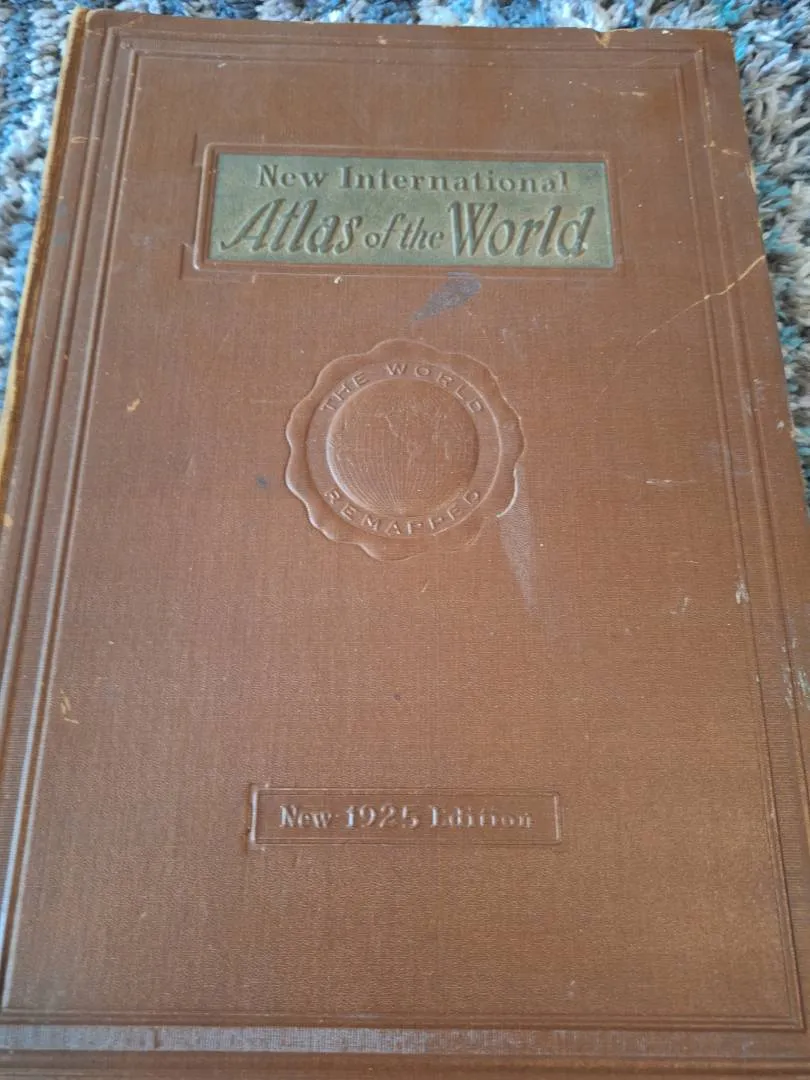 New International
Atlas of the World
THE WORLD
REMAPPED
New 1925 Edition